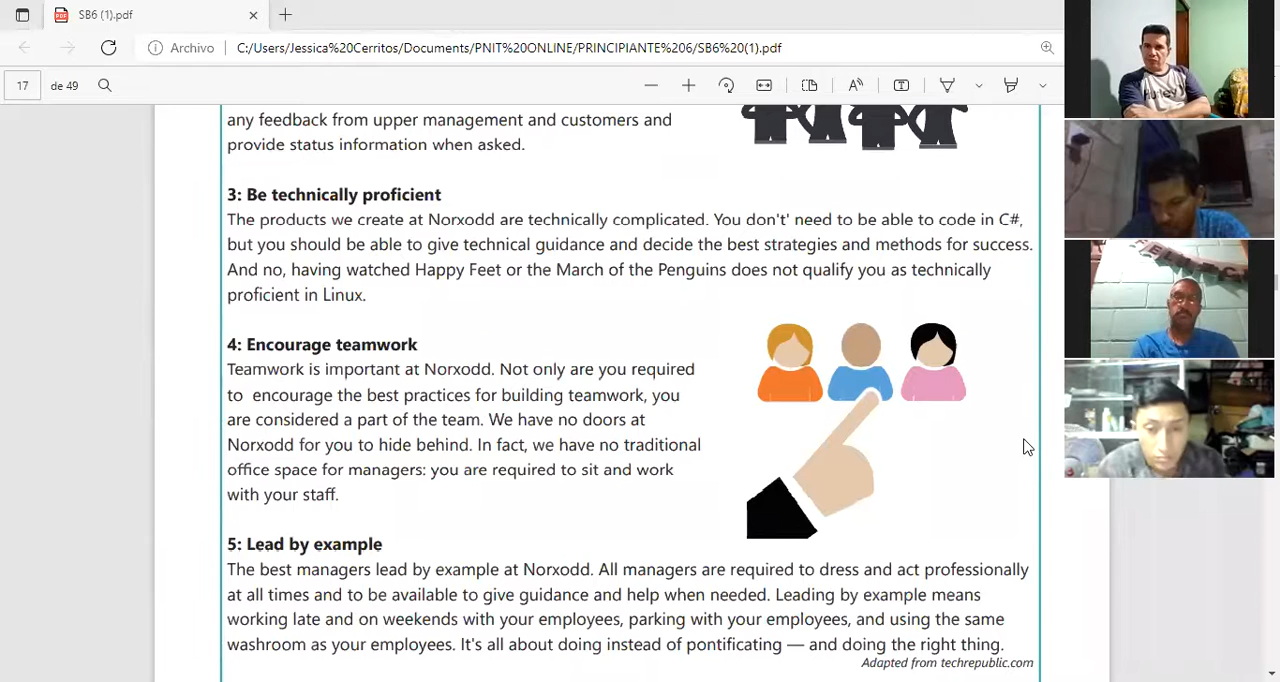 SB6 (1).pdf
Archivo
C:/Users/Jessica%20Cerritos/Documents/PNIT%20ONLINE/PRINCIPIANTE%206/SB6%20(1).pdf
17 de 49
any feedback from upper management and customers and
provide status information when asked.
3: Be technically proficient
The products we create at Norxodd are technically complicated. You don't' need to be able to code in C#,
but you should be able to give technical guidance and decide the best strategies and methods for success.
And no, having watched Happy Feet or the March of the Penguins does not qualify you as technically
proficient in Linux.
4: Encourage teamwork
Teamwork is important at Norxodd. Not only are you required
to encourage the best practices for building teamwork, you
are considered a part of the team. We have no doors at
Norxodd for you to hide behind. In fact, we have no traditional
office space for managers: you are required to sit and work
with your staff.
5: Lead by example
The best managers lead by example at Norxodd. All managers are required to dress and act professionally
at all times and to be available to give guidance and help when needed. Leading by example means
working late and on weekends with your employees, parking with your employees, and using the same
washroom as your employees. It's all about doing instead of pontificating — and doing the right thing.
Adapted from techrepublic.com